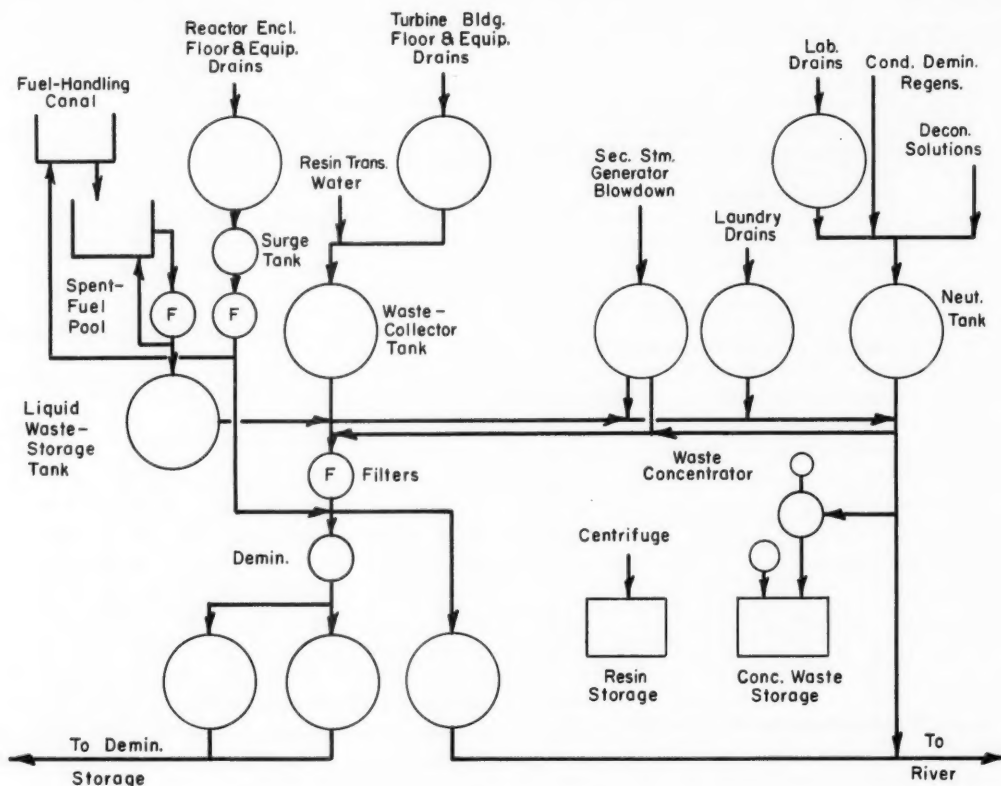 Reactor Encl.
Floor & Equip.
Drains
Turbine Bldg.
Floor & Equip.
Drains
Lab.
Drains
Cond. Demin.
Regens.
Fuel-Handling
Canal
Decon.
Solutions
Resin Trans.
Water
Sec. Stm.
Generator
Blowdown
Laundry
Drains
Surge
Tank
Spent-
Fuel
Pool
F
F
Waste-
Collector
Tank
Neut.
Tank
Liquid
Waste-
Storage
Tank
F
Filters
Waste
Concentrator
Demin.
Centrifuge
Resin
Storage
Conc. Waste
Storage
To Demin.
Storage
To
River